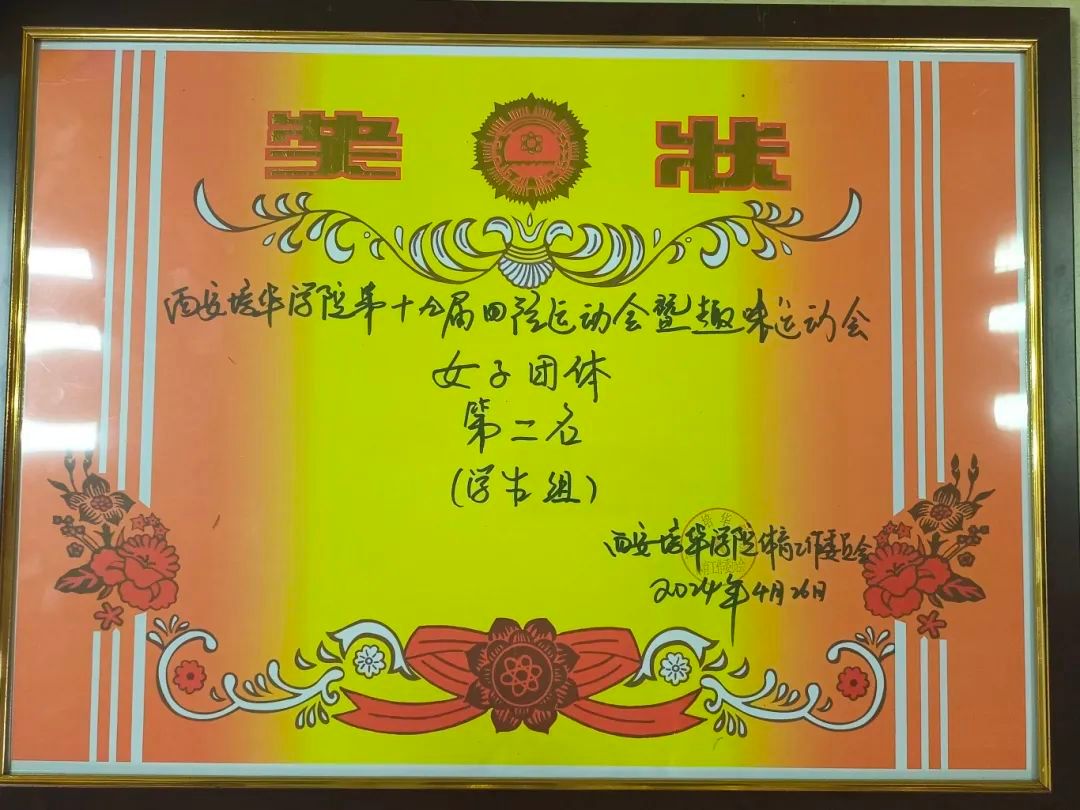 奖状
西安培华学院第十九届田径运动会暨趣味运动会
女子团体
第二名
(学生组)
西安培华学院体育工作委员会
2024年4月26日